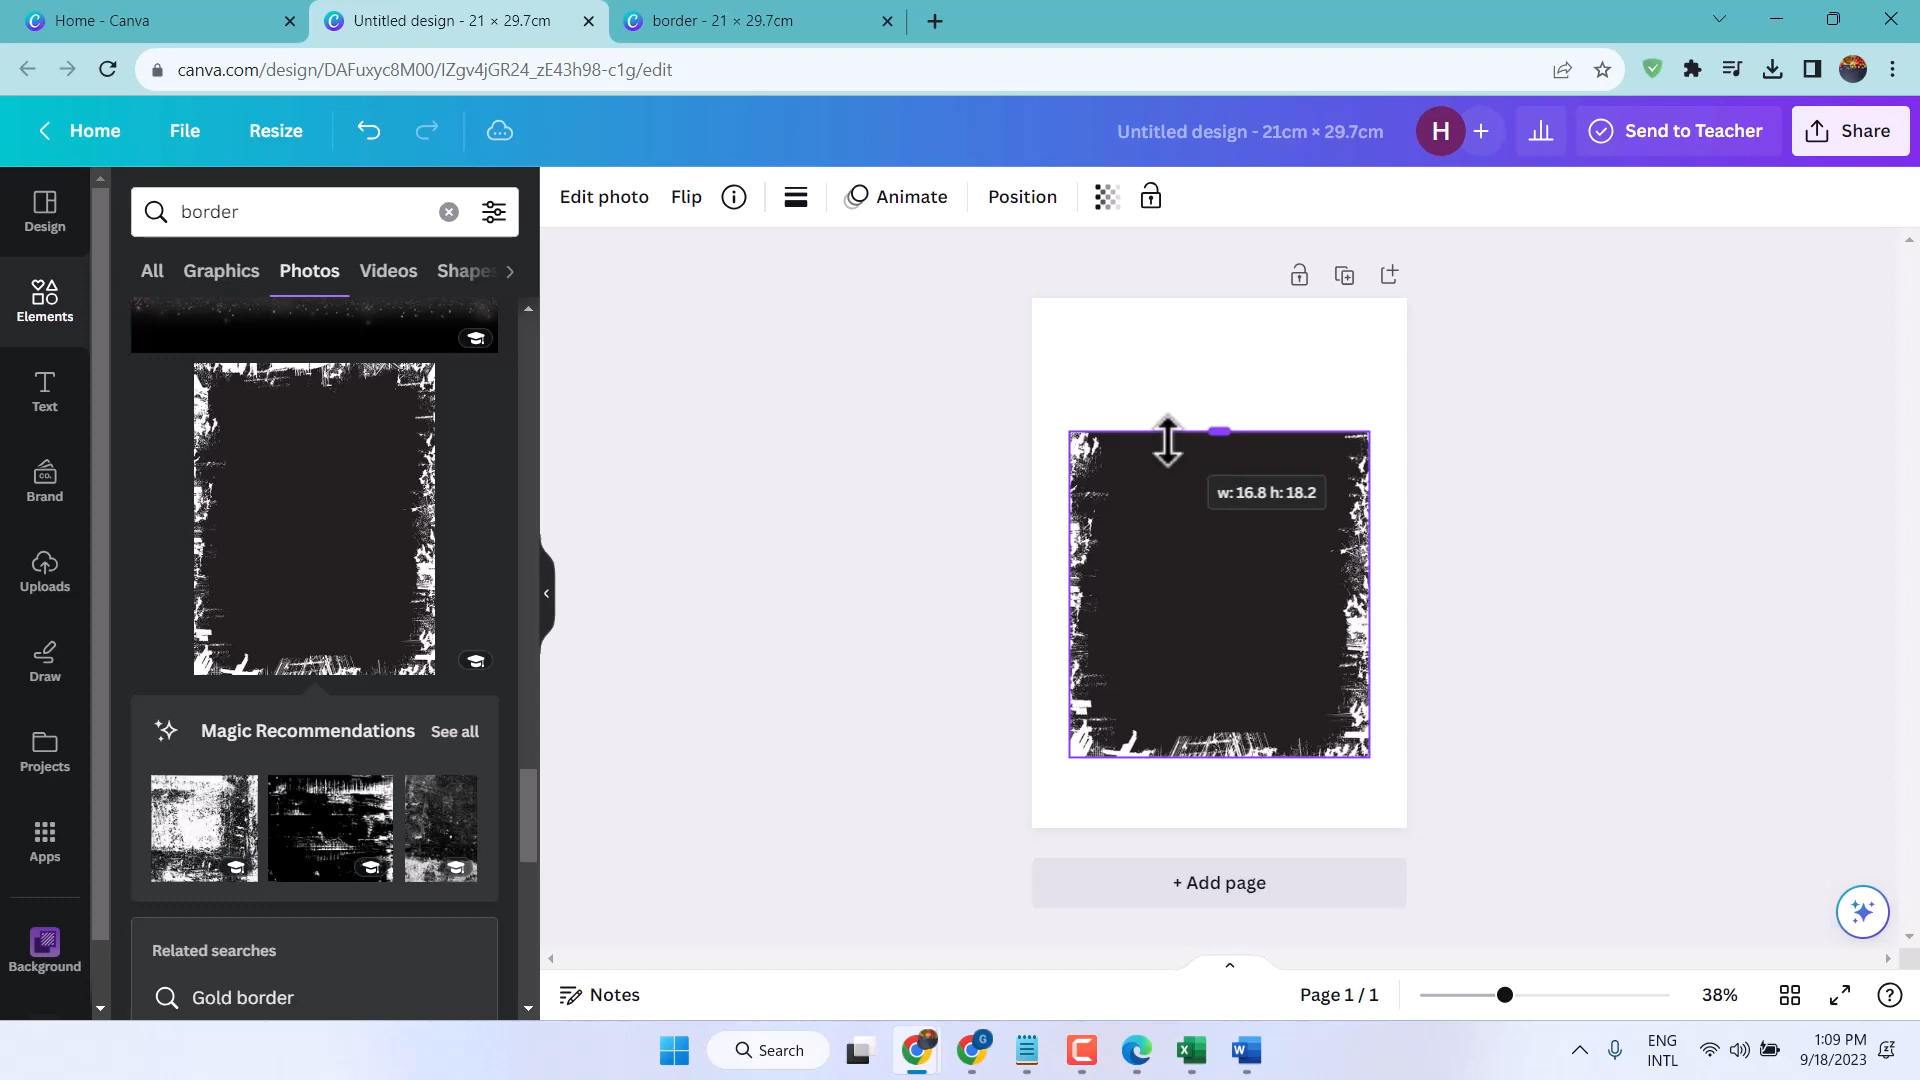 Home - Canva
Untitled design - 21 × 29.7cm
border - 21 × 29.7cm
canva.com/design/DAFuxyc8M00/IZgv4jGR24_zE43h98-c1g/edit
Home
File
Resize
Untitled design - 21cm × 29.7cm
H
Send to Teacher
Share
Design
Elements
Text
CO.
Brand
Uploads
Draw
Projects
Apps
Background
border
All
Graphics
Photos
Videos
Shapes
Magic Recommendations
See all
Related searches
Gold border
Edit photo
Flip
Animate
Position
w: 16.8 h: 18.2
+ Add page
Notes
Page 1 / 1
38%
Search
G
ENG
INTL
1:09 PM
9/18/2023